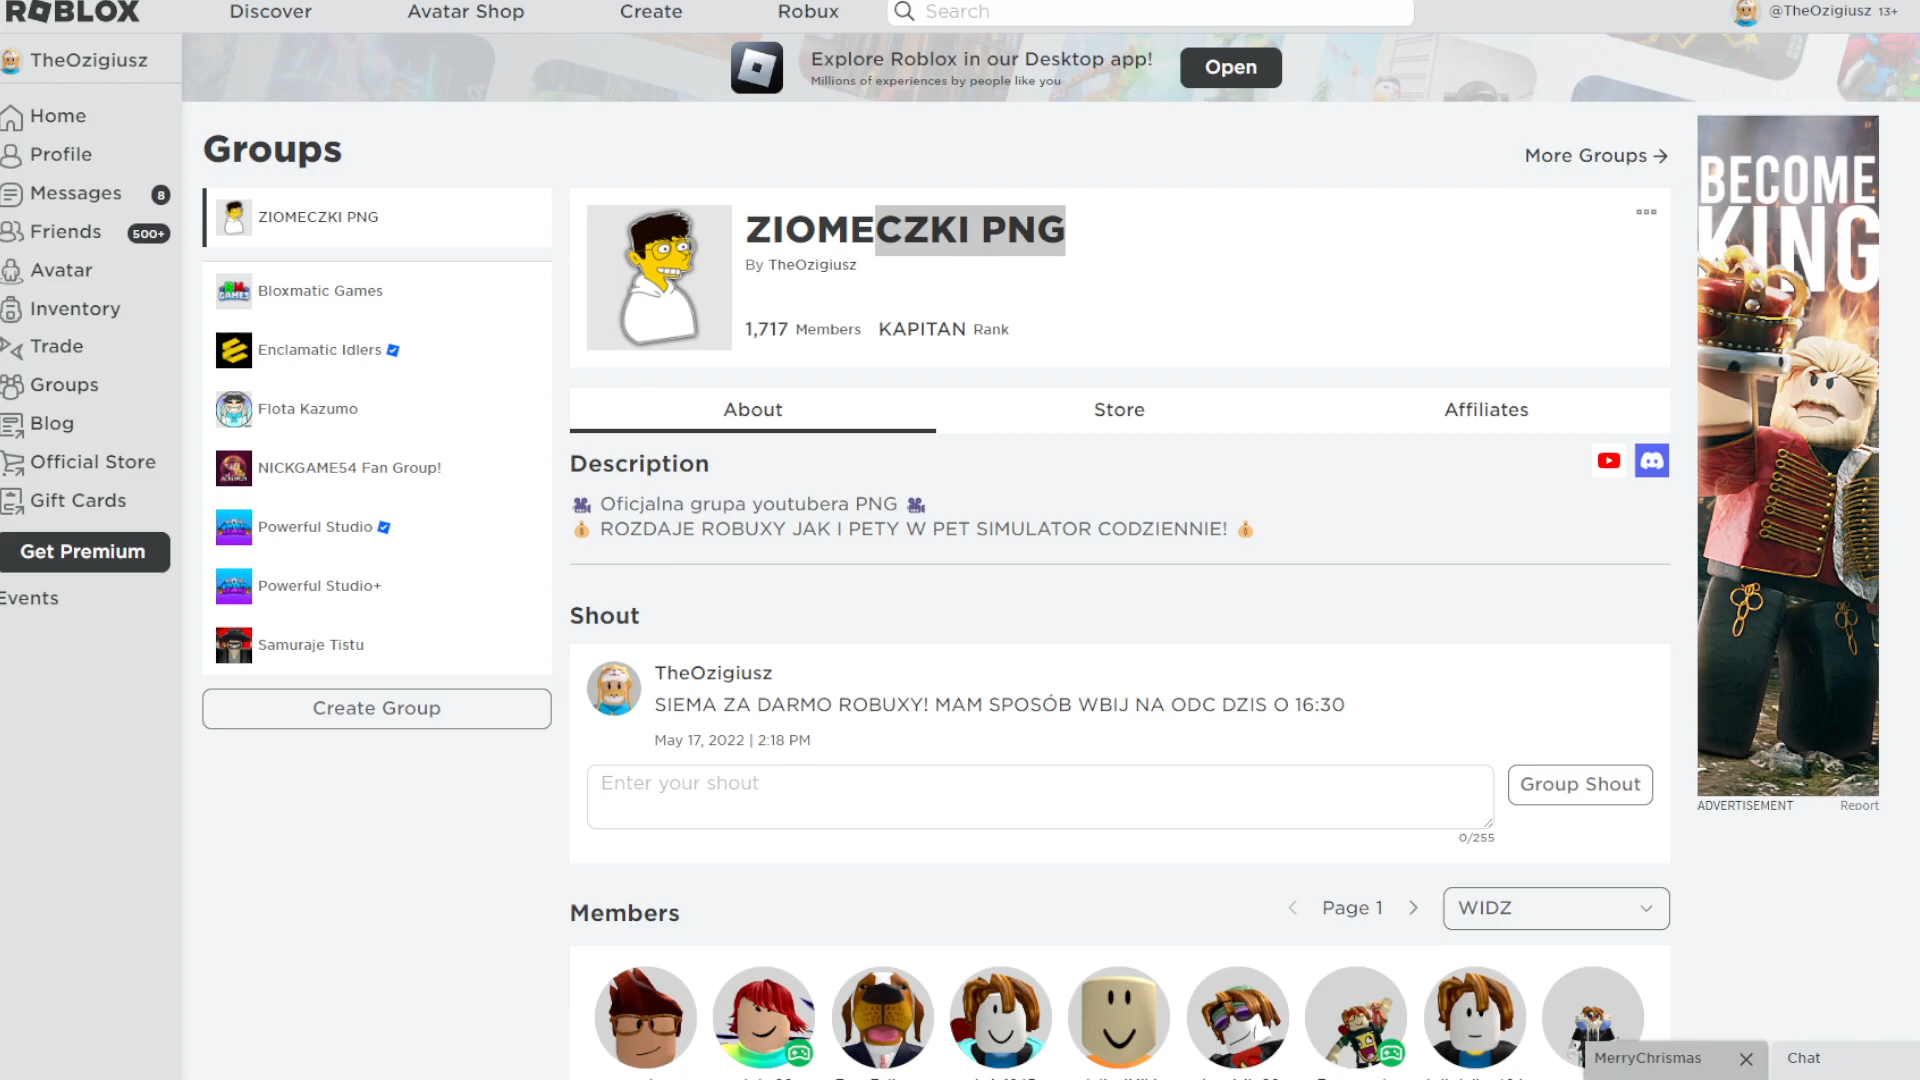 ROBLOX
Discover
Avatar Shop
Create
Robux
Search
@TheOzigiusz 13+
TheOzigiusz
Explore Roblox in our Desktop app!
Millions of experiences by people like you
Open
Home
Profile
Messages 8
Friends 500+
Avatar
Inventory
Trade
Groups
Blog
Official Store
Gift Cards
Get Premium
Events
Groups
More Groups →
ZIOMECZKI PNG
Bloxmatic Games
Enclamatic Idlers
Flota Kazumo
NICKGAME54 Fan Group!
Powerful Studio
Powerful Studio+
Samuraje Tistu
Create Group
ZIOMECZKI PNG
By TheOzigiusz
1,717 Members KAPITAN Rank
About
Store
Affiliates
Description
Oficjalna grupa youtubera PNG
ROZDAJE ROBUXY JAK I PETY W PET SIMULATOR CODZIENNIE!
Shout
TheOzigiusz
SIEMA ZA DARMO ROBUXY! MAM SPOSÓB WBIJ NA ODC DZIS O 16:30
May 17, 2022 | 2:18 PM
Enter your shout
Group Shout
0/255
Members
Page 1
WIDZ
BECOME
KING
ADVERTISEMENT
Report
MerryChrismas
Chat